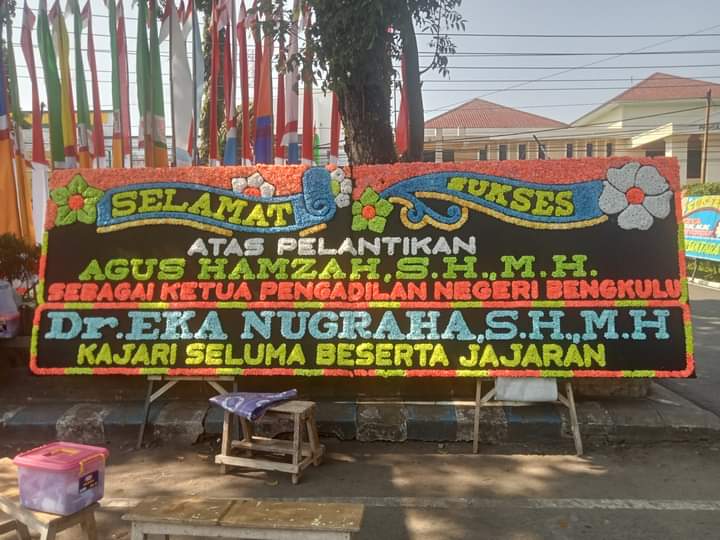 SELAMAT SUKSES
ATAS PELANTIKAN
AGUS HAMZAH,S.H.,M.H.
SEBAGAI KETUA PENGADILAN NEGERI BENGKULU
Dr.EKA NUGRAHA,S.H.,M.H
KAJARI SELUMA BESERTA JAJARAN